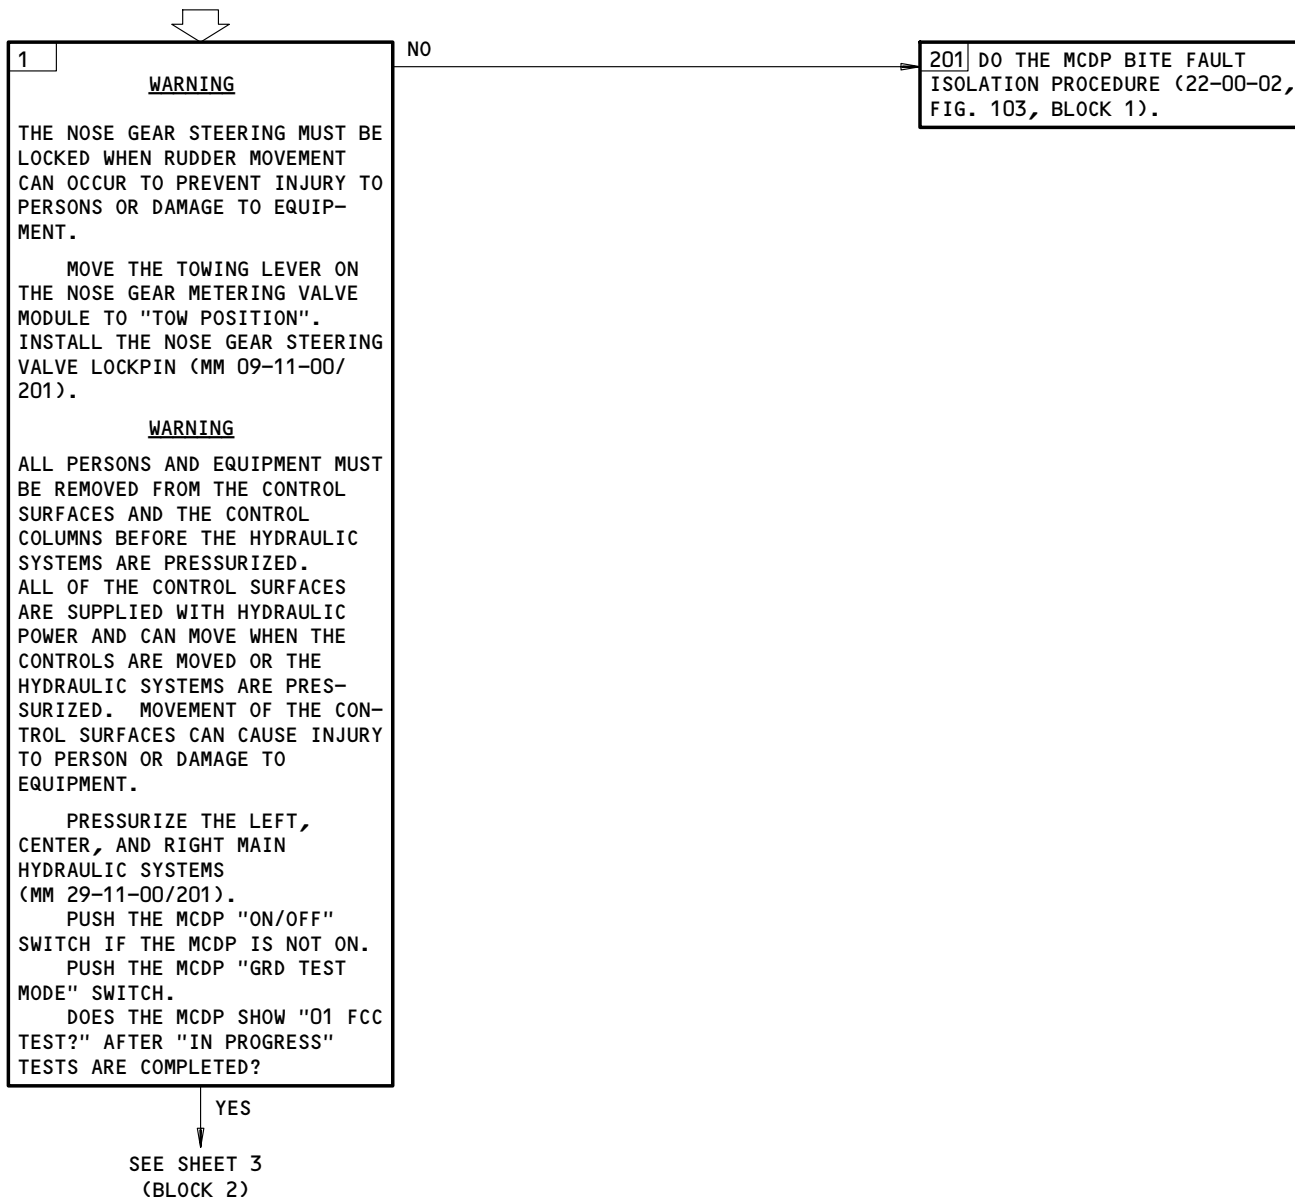 1
WARNING
THE NOSE GEAR STEERING MUST BE
LOCKED WHEN RUDDER MOVEMENT
CAN OCCUR TO PREVENT INJURY TO
PERSONS OR DAMAGE TO EQUIP-
MENT.
MOVE THE TOWING LEVER ON
THE NOSE GEAR METERING VALVE
MODULE TO "TOW POSITION".
INSTALL THE NOSE GEAR STEERING
VALVE LOCKPIN (MM 09-11-00/
201).
WARNING
ALL PERSONS AND EQUIPMENT MUST
BE REMOVED FROM THE CONTROL
SURFACES AND THE CONTROL
COLUMNS BEFORE THE HYDRAULIC
SYSTEMS ARE PRESSURIZED.
ALL OF THE CONTROL SURFACES
ARE SUPPLIED WITH HYDRAULIC
POWER AND CAN MOVE WHEN THE
CONTROLS ARE MOVED OR THE
HYDRAULIC SYSTEMS ARE PRES-
SURIZED. MOVEMENT OF THE CON-
TROL SURFACES CAN CAUSE INJURY
TO PERSON OR DAMAGE TO
EQUIPMENT.
PRESSURIZE THE LEFT,
CENTER, AND RIGHT MAIN
HYDRAULIC SYSTEMS
(MM 29-11-00/201).
PUSH THE MCDP "ON/OFF"
SWITCH IF THE MCDP IS NOT ON.
PUSH THE MCDP "GRD TEST
MODE" SWITCH.
DOES THE MCDP SHOW "01 FCC
TEST?" AFTER "IN PROGRESS"
TESTS ARE COMPLETED?
NO
201 DO THE MCDP BITE FAULT
ISOLATION PROCEDURE (22-00-02,
FIG. 103, BLOCK 1).
YES
SEE SHEET 3
(BLOCK 2)